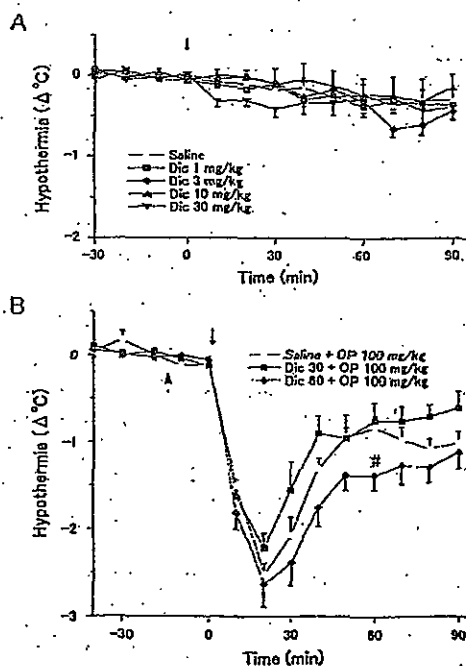 A
Hypothermia (Δ°C)
0
−1
−2
Saline
Dic 1 mg/kg
Dic 3 mg/kg
Dic 10 mg/kg
Dic 30 mg/kg
−30 0 30 60 90
Time (min)
B
Hypothermia (Δ°C)
0
−1
−2
−3
Saline + OP 100 mg/kg
Dic 30 + OP 100 mg/kg
Dic 60 + OP 100 mg/kg
#
−30 0 30 60 90
Time (min)